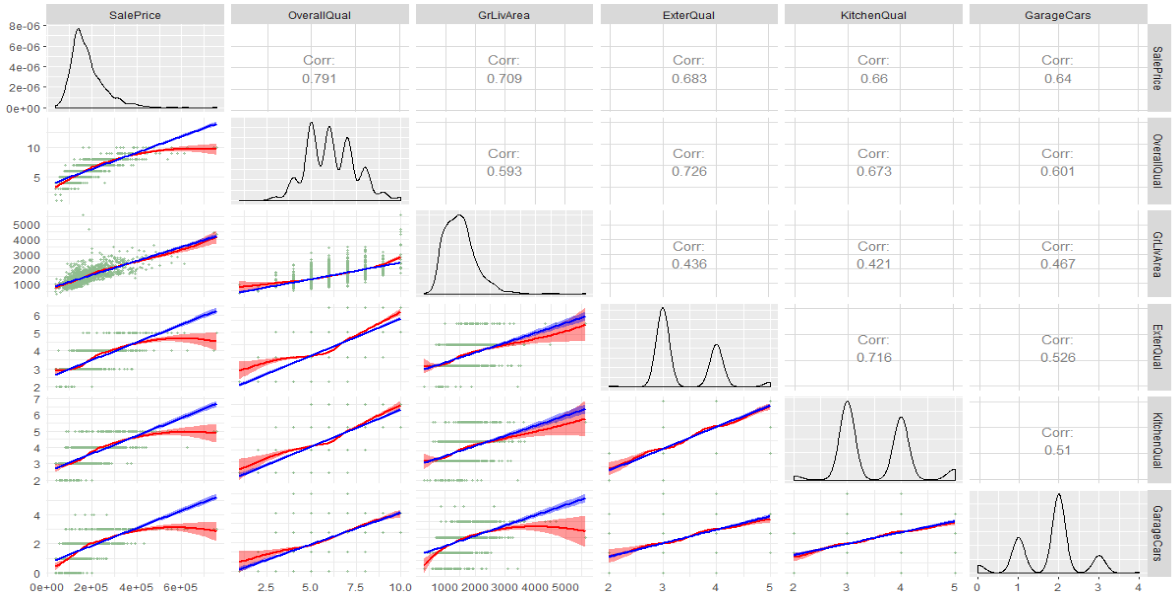 SalePrice OverallQual GrLivArea ExterQual KitchenQual GarageCars
8e-06
6e-06
4e-06
2e-06
0e+00
Corr:
0.791
Corr:
0.709
Corr:
0.683
Corr:
0.66
Corr:
0.64
SalePrice
10
5
Corr:
0.593
Corr:
0.726
Corr:
0.673
Corr:
0.601
OverallQual
5000
4000
3000
2000
1000
Corr:
0.436
Corr:
0.421
Corr:
0.467
GrLivArea
6
5
4
3
2
Corr:
0.716
Corr:
0.526
ExterQual
7
6
5
4
3
2
Corr:
0.51
KitchenQual
4
2
0
GarageCars
0e+00 2e+05 4e+05 6e+05 2.5 5.0 7.5 10.0 1000 2000 3000 4000 5000 2 3 4 5 2 3 4 5 0 1 2 3 4